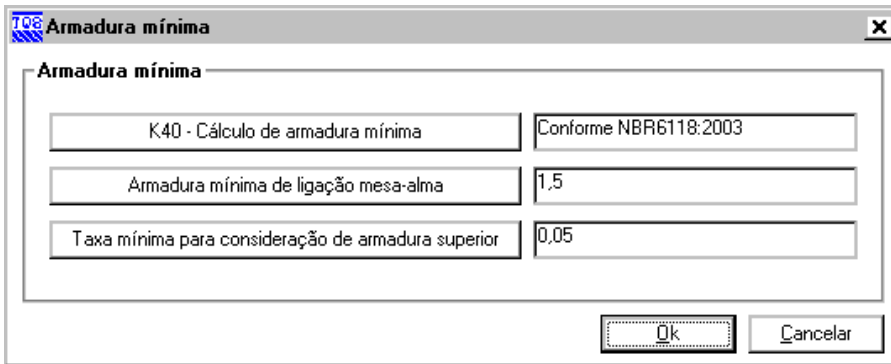 TQS Armadura mínima
Armadura mínima
K40 - Cálculo de armadura mínima Conforme NBR6118:2003
Armadura mínima de ligação mesa-alma 1,5
Taxa mínima para consideração de armadura superior 0,05
Ok Cancelar